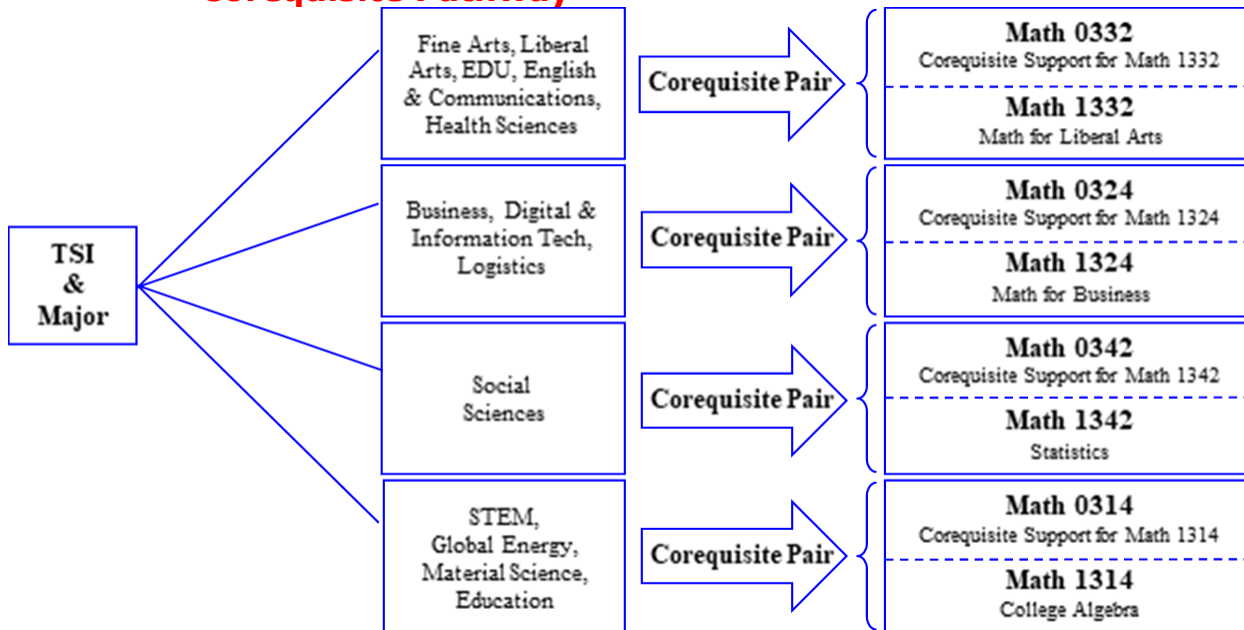 Corequisite Pathway
TSI
&
Major
Fine Arts, Liberal
Arts, EDU, English
& Communications,
Health Sciences
Corequisite Pair
Math 0332
Corequisite Support for Math 1332
Math 1332
Math for Liberal Arts
Business, Digital &
Information Tech,
Logistics
Corequisite Pair
Math 0324
Corequisite Support for Math 1324
Math 1324
Math for Business
Social
Sciences
Corequisite Pair
Math 0342
Corequisite Support for Math 1342
Math 1342
Statistics
STEM,
Global Energy,
Material Science,
Education
Corequisite Pair
Math 0314
Corequisite Support for Math 1314
Math 1314
College Algebra